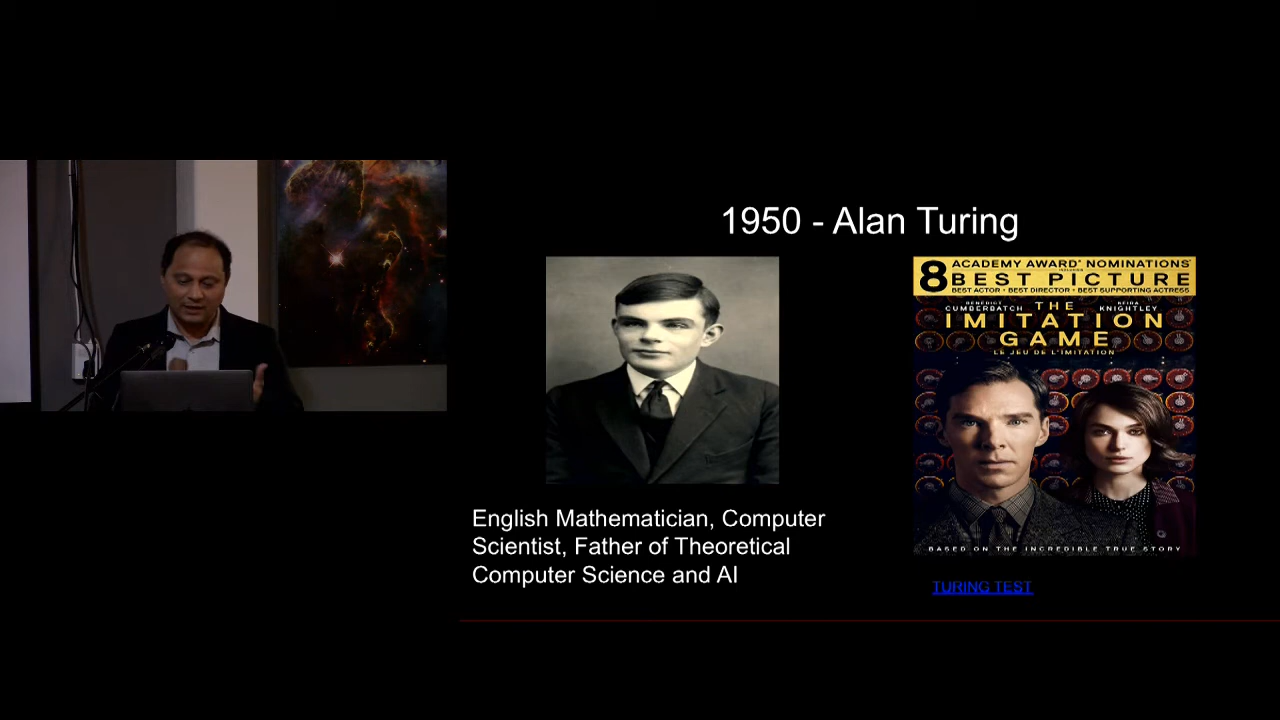 1950 - Alan Turing
8
ACADEMY AWARD® NOMINATIONS
INCLUDING
BEST PICTURE
BEST ACTOR • BEST DIRECTOR • BEST SUPPORTING ACTRESS
BENEDICT CUMBERBATCH
KEIRA KNIGHTLEY
THE
IMITATION
GAME
LE JEU DE L'IMITATION
BASED ON THE INCREDIBLE TRUE STORY
English Mathematician, Computer
Scientist, Father of Theoretical
Computer Science and AI
TURING TEST